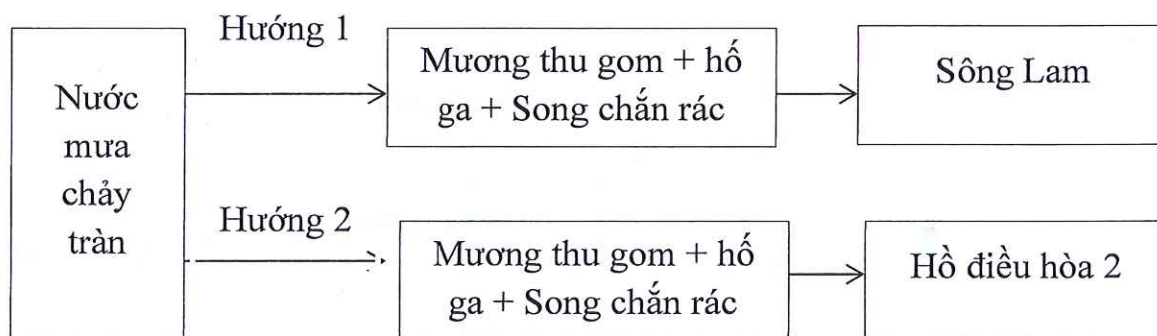 Nước
mưa
chảy
tràn
Hướng 1
Mương thu gom + hố
ga + Song chắn rác
Sông Lam
Hướng 2
Mương thu gom + hố
ga + Song chắn rác
Hồ điều hòa 2